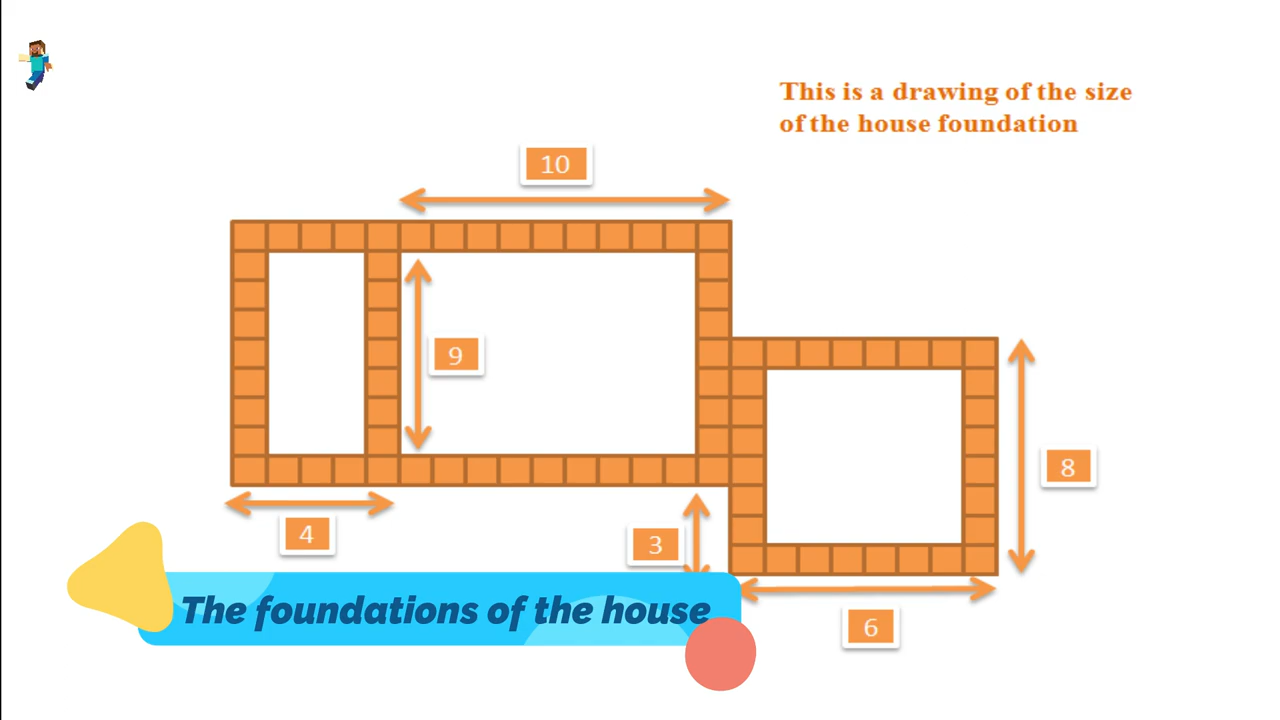 This is a drawing of the size
of the house foundation
10
9
8
4
3
6
The foundations of the house